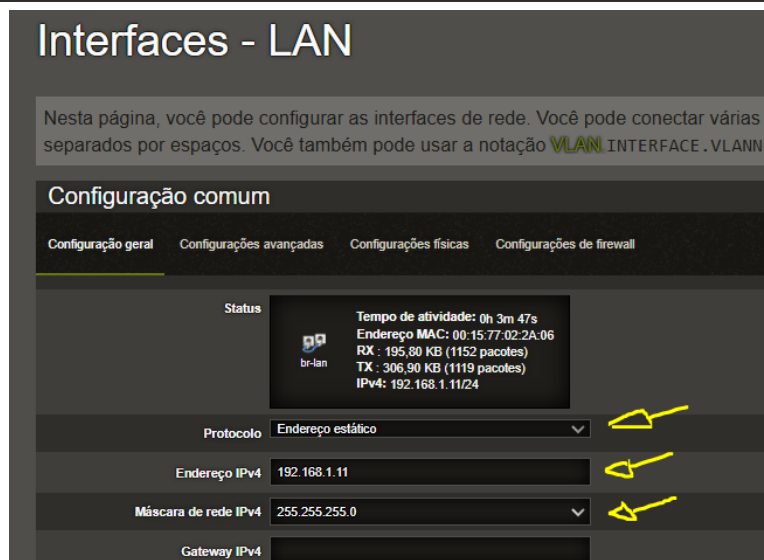 Interfaces - LAN
Nesta página, você pode configurar as interfaces de rede. Você pode conectar várias
separados por espaços. Você também pode usar a notação VLAN INTERFACE.VLANN
Configuração comum
Configuração geral Configurações avançadas Configurações físicas Configurações de firewall
Status
Tempo de atividade: 0h 3m 47s
Endereço MAC: 00:15:77:02:2A:06
RX : 195,80 KB (1152 pacotes)
TX : 306,90 KB (1119 pacotes)
IPv4: 192.168.1.11/24
br-lan
Protocolo Endereço estático
Endereço IPv4 192.168.1.11
Máscara de rede IPv4 255.255.255.0
Gateway IPv4